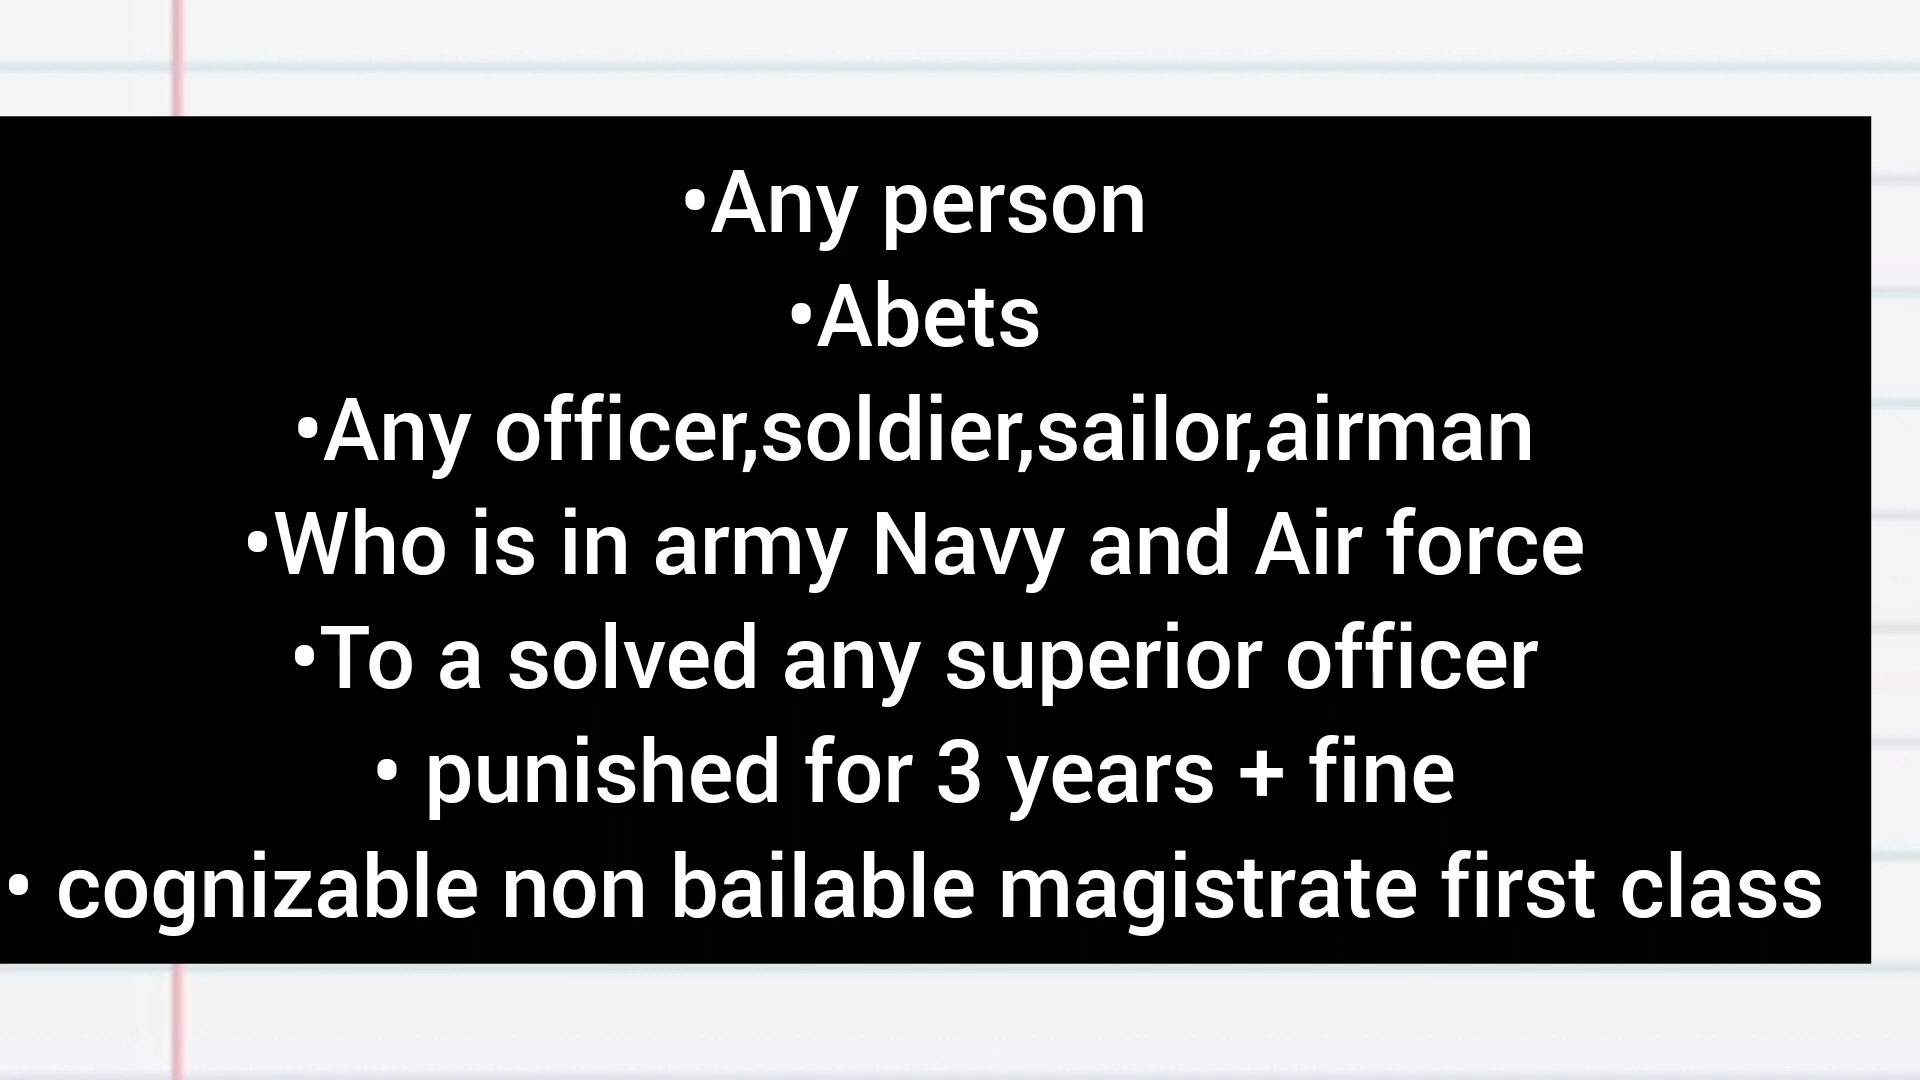 •Any person
•Abets
•Any officer,soldier,sailor,airman
•Who is in army Navy and Air force
•To a solved any superior officer
• punished for 3 years + fine
• cognizable non bailable magistrate first class